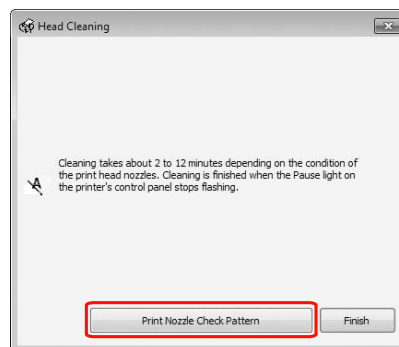 Head Cleaning
Cleaning takes about 2 to 12 minutes depending on the condition of
the print head nozzles. Cleaning is finished when the Pause light on
the printer's control panel stops flashing.
A
Print Nozzle Check Pattern Finish